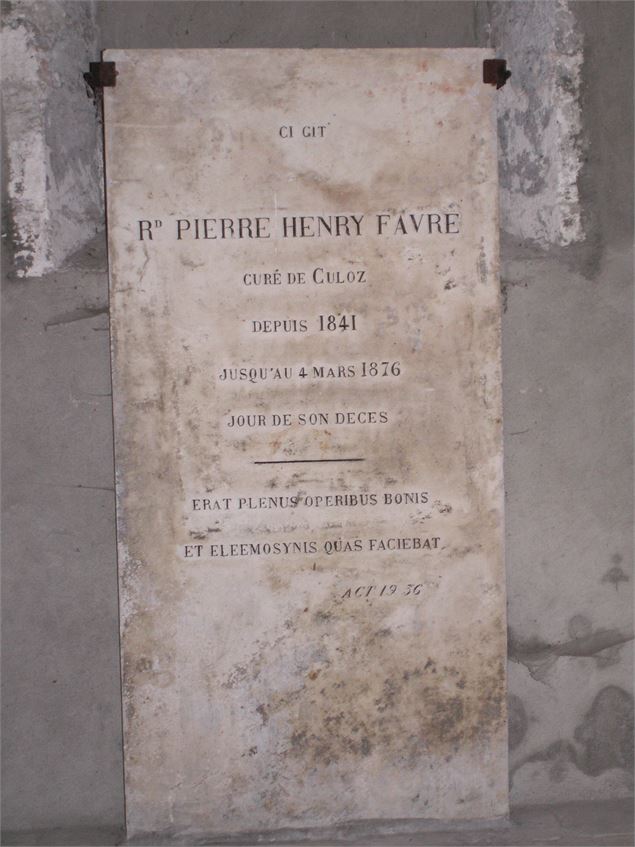 CI GIT
RD PIERRE HENRY FAVRE
CURÉ DE CULOZ
DEPUIS 1841
JUSQU'AU 4 MARS 1876
JOUR DE SON DECES
ERAT PLENUS OPERIBUS BONIS
ET ELEEMOSYNIS QUAS FACIEBAT.
ACT 19 36